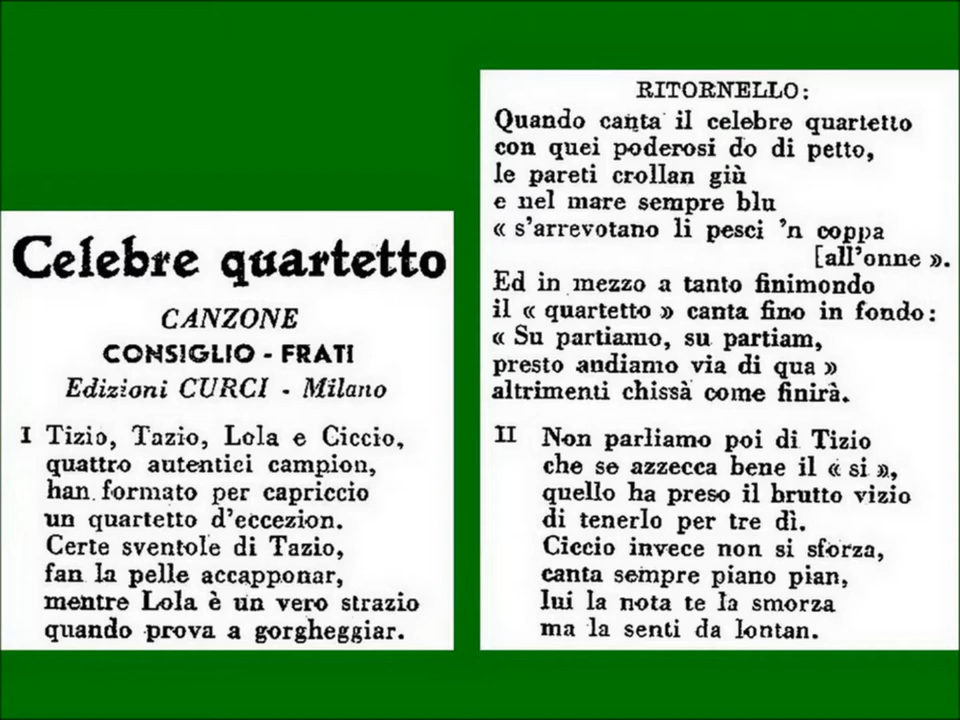 Celebre quartetto
CANZONE
CONSIGLIO - FRATI
Edizioni CURCI - Milano
I Tizio, Tazio, Lola e Ciccio,
quattro autentici campion,
han formato per capriccio
un quartetto d'eccezion.
Certe sventole di Tazio,
fan la pelle accapponar,
mentre Lola è un vero strazio
quando prova a gorgheggiar.
RITORNELLO:
Quando canta il celebre quartetto
con quei poderosi do di petto,
le pareti crollan giù
e nel mare sempre blu
« s'arrevotano li pesci 'n coppa
[all'onne ».
Ed in mezzo a tanto finimondo
il « quartetto » canta fino in fondo:
« Su partiamo, su partiam,
presto andiamo via di qua »
altrimenti chissà come finirà.
II Non parliamo poi di Tizio
che se azzecca bene il « si »,
quello ha preso il brutto vizio
di tenerlo per tre dì.
Ciccio invece non si sforza,
canta sempre piano pian,
lui la nota te la smorza
ma la senti da lontan.